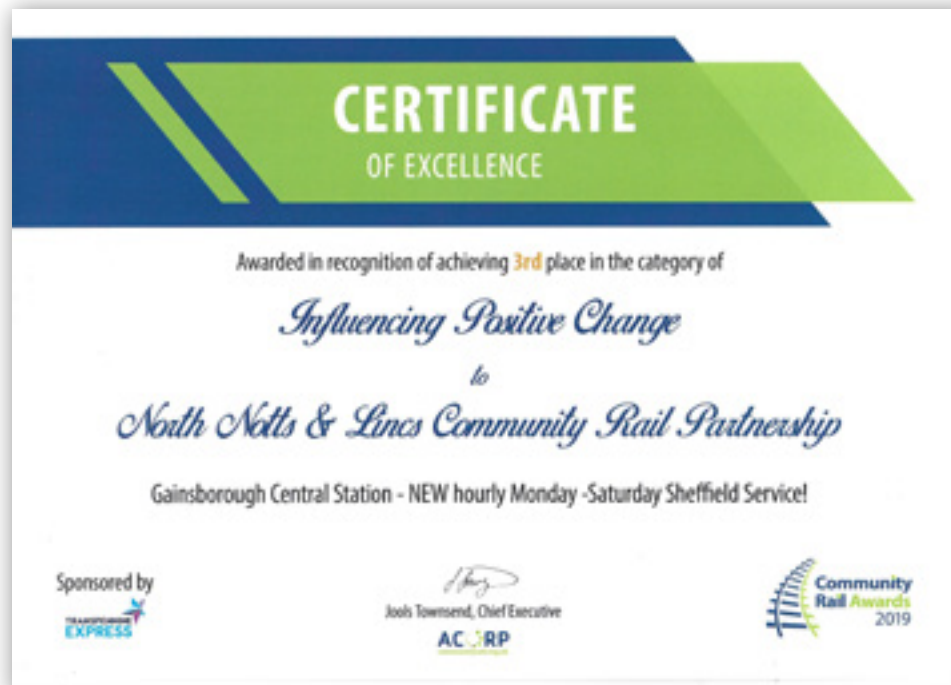 CERTIFICATE
OF EXCELLENCE
Awarded in recognition of achieving 3rd place in the category of
Influencing Positive Change
to
North Notts & Lincs Community Rail Partnership
Gainsborough Central Station - NEW hourly Monday -Saturday Sheffield Service!
Sponsored by
TRANSPENNINE
EXPRESS
Jools Townsend, Chief Executive
ACORP
Community
Rail Awards
2019